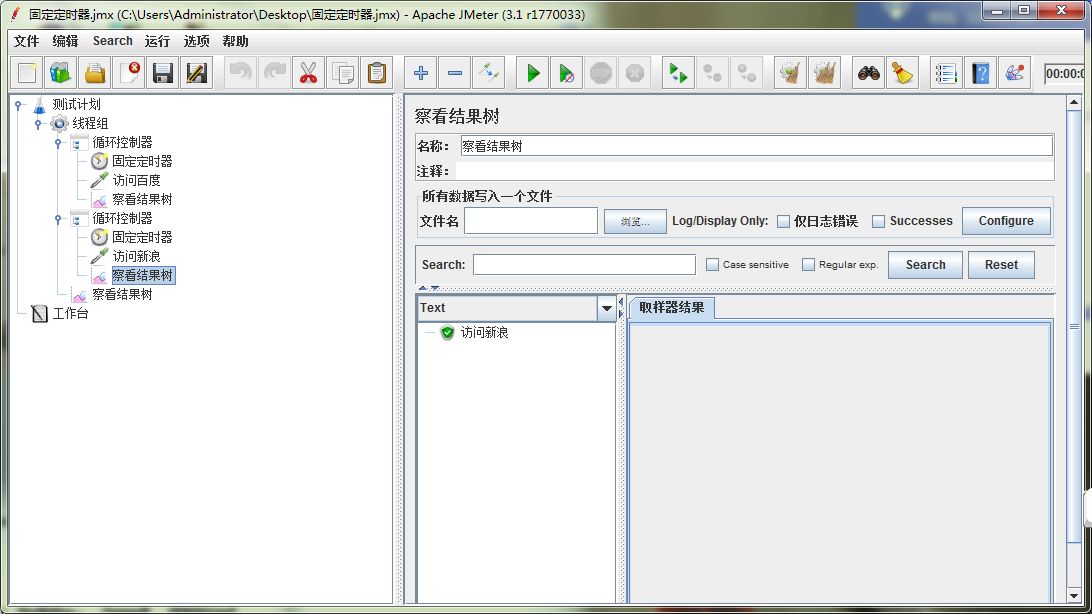 固定定时器.jmx (C:\Users\Administrator\Desktop\固定定时器.jmx) - Apache JMeter (3.1 r1770033)
文件 编辑 Search 运行 选项 帮助
STOP
00:00:0
测试计划
线程组
循环控制器
固定定时器
访问百度
察看结果树
循环控制器
固定定时器
访问新浪
察看结果树
察看结果树
工作台
察看结果树
名称： 察看结果树
注释：
所有数据写入一个文件
文件名 浏览... Log/Display Only: 仅日志错误 Successes Configure
Search: Case sensitive Regular exp. Search Reset
Text
访问新浪
取样器结果